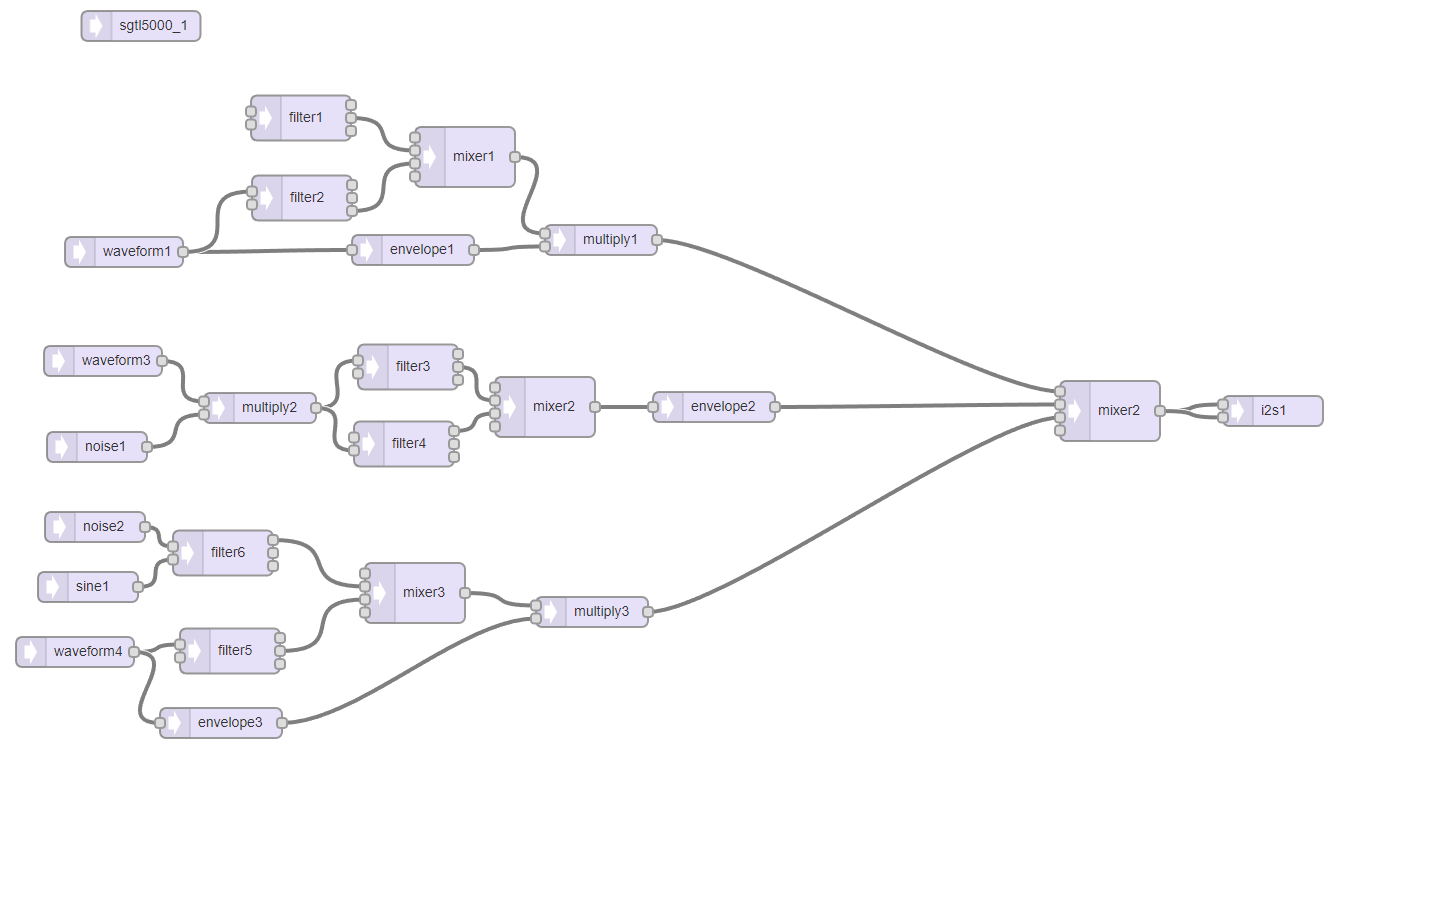 sgtl5000_1
filter1
mixer1
filter2
multiply1
waveform1
envelope1
waveform3
filter3
multiply2
mixer2
envelope2
mixer2
i2s1
noise1
filter4
noise2
filter6
sine1
mixer3
multiply3
waveform4
filter5
envelope3